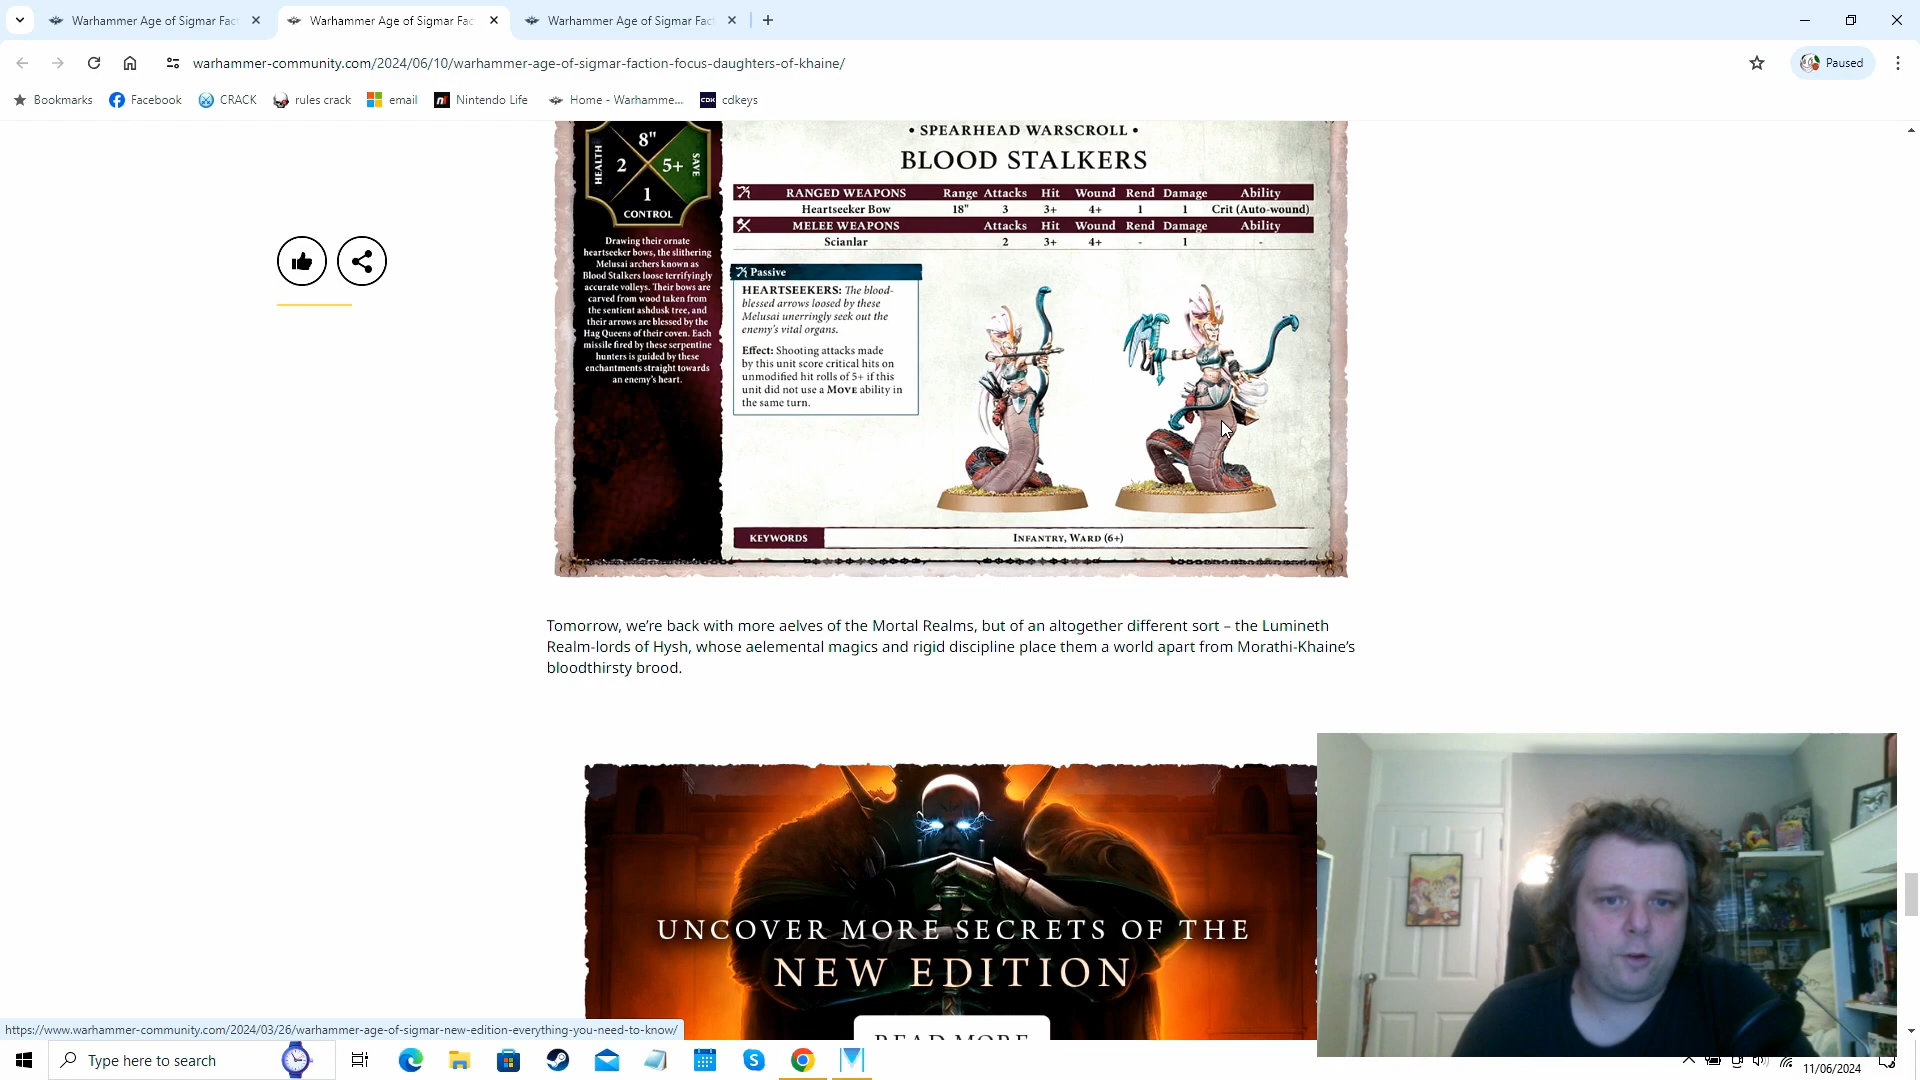 Warhammer Age of Sigmar Fac
Warhammer Age of Sigmar Fac
Warhammer Age of Sigmar Fac
warhammer-community.com/2024/06/10/warhammer-age-of-sigmar-faction-focus-daughters-of-khaine/
Paused
Bookmarks
Facebook
CRACK
rules crack
email
Nintendo Life
Home - Warhamme...
cdkeys
• SPEARHEAD WARSCROLL •
BLOOD STALKERS
8"
HEALTH 2 5+ SAVE
1
CONTROL
RANGED WEAPONS Range Attacks Hit Wound Rend Damage Ability
Heartseeker Bow 18" 3 3+ 4+ 1 1 Crit (Auto-wound)
MELEE WEAPONS Attacks Hit Wound Rend Damage Ability
Scianlar 2 3+ 4+ - 1 -
Drawing their ornate
heartseeker bows, the slithering
Melusai archers known as
Blood Stalkers loose terrifyingly
accurate volleys. Their bows are
carved from wood taken from
the sentient ashdusk tree, and
their arrows are blessed by the
Hag Queens of their coven. Each
missile fired by these serpentine
hunters is guided by these
enchantments straight towards
an enemy's heart.
Passive
HEARTSEEKERS: The blood-
blessed arrows loosed by these
Melusai unerringly seek out the
enemy's vital organs.
Effect: Shooting attacks made
by this unit score critical hits on
unmodified hit rolls of 5+ if this
unit did not use a MOVE ability in
the same turn.
KEYWORDS INFANTRY, WARD (6+)
Tomorrow, we're back with more aelves of the Mortal Realms, but of an altogether different sort – the Lumineth
Realm-lords of Hysh, whose aelemental magics and rigid discipline place them a world apart from Morathi-Khaine's
bloodthirsty brood.
UNCOVER MORE SECRETS OF THE
NEW EDITION
READ MORE
https://www.warhammer-community.com/2024/03/26/warhammer-age-of-sigmar-new-edition-everything-you-need-to-know/
Type here to search
11/06/2024